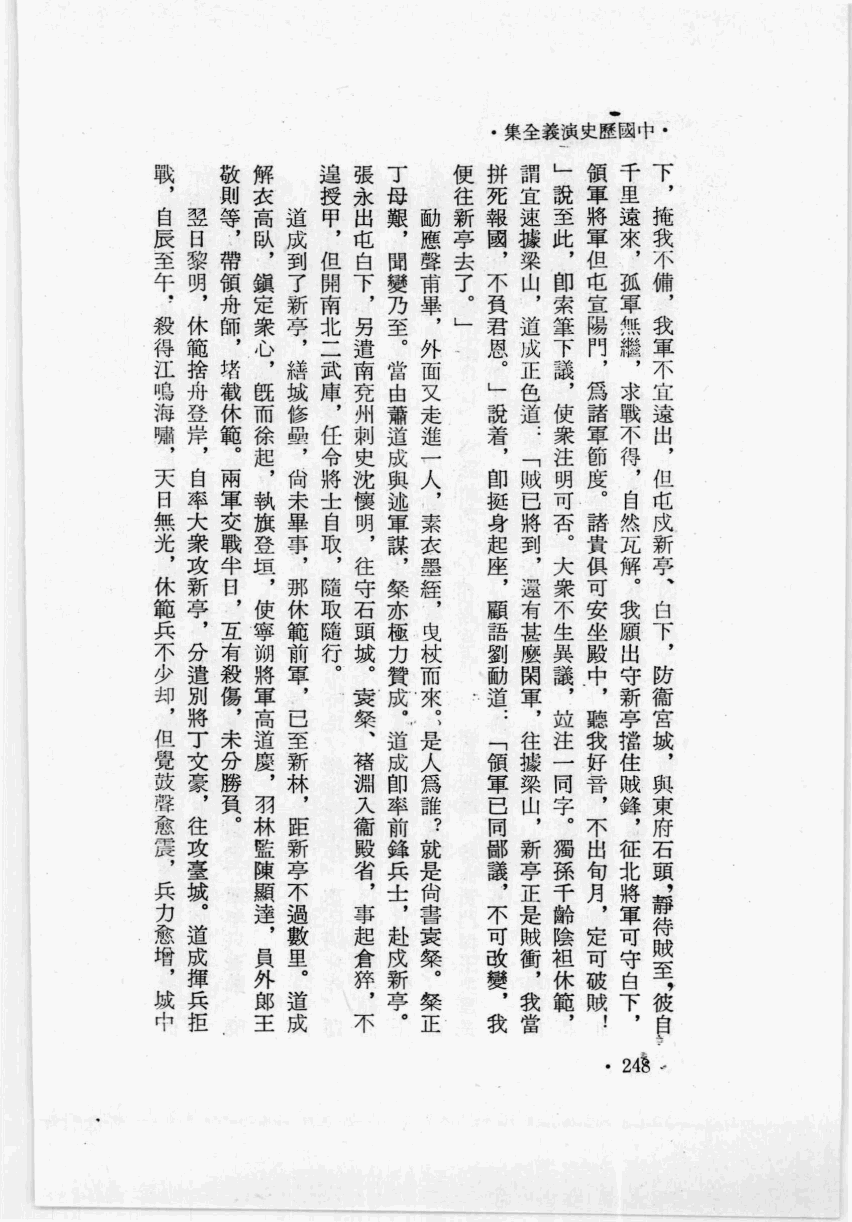 •中國歷史演義全集•
下，掩我不備，我軍不宜遠出，但屯戍新亭、白下，防衞宮城，與東府石頭，靜待賊至，彼自
千里遠來，孤軍無繼，求戰不得，自然瓦解。我願出守新亭擋住賊鋒，征北將軍可守白下，
領軍將軍但屯宣陽門，爲諸軍節度。諸貴俱可安坐殿中，聽我好音，不出旬月，定可破賊！
」說至此，卽索筆下議，使衆注明可否。大衆不生異議，竝注一同字。獨孫千齡陰袒休範，
謂宜速據梁山，道成正色道：「賊已將到，還有甚麼閑軍，往據梁山，新亭正是賊衝，我當
拼死報國，不負君恩。」說着，卽挺身起座，顧語劉勔道：「領軍已同鄙議，不可改變，我
便往新亭去了。」
勔應聲甫畢，外面又走進一人，素衣墨絰，曳杖而來。是人爲誰？就是尙書袁粲。粲正
丁母艱，聞變乃至。當由蕭道成與述軍謀，粲亦極力贊成。道成卽率前鋒兵士，赴戍新亭。
張永出屯白下，另遣南兗州刺史沈懷明，往守石頭城。袁粲、褚淵入衞殿省，事起倉猝，不
遑授甲，但開南北二武庫，任令將士自取，隨取隨行。
道成到了新亭，繕城修壘，尙未畢事，那休範前軍，已至新林，距新亭不過數里。道成
解衣高臥，鎭定衆心，旣而徐起，執旗登垣，使寧朔將軍高道慶，羽林監陳顯達，員外郎王
敬則等，帶領舟師，堵截休範。兩軍交戰半日，互有殺傷，未分勝負。
翌日黎明，休範捨舟登岸，自率大衆攻新亭，分遣別將丁文豪，往攻臺城。道成揮兵拒
戰，自辰至午，殺得江鳴海嘯，天日無光，休範兵不少却，但覺鼓聲愈震，兵力愈增，城中
•248•